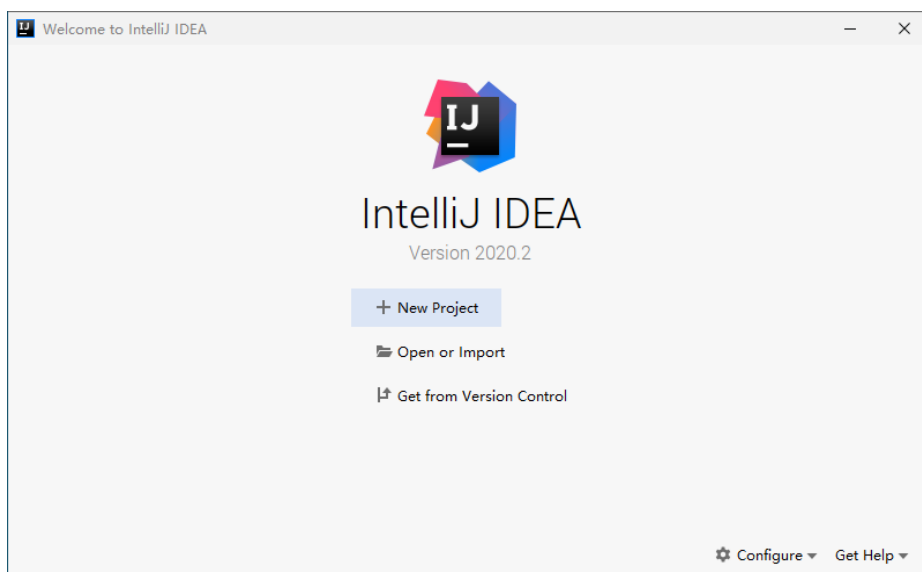 Welcome to IntelliJ IDEA
IJ
IntelliJ IDEA
Version 2020.2
New Project
Open or Import
Get from Version Control
Configure Get Help